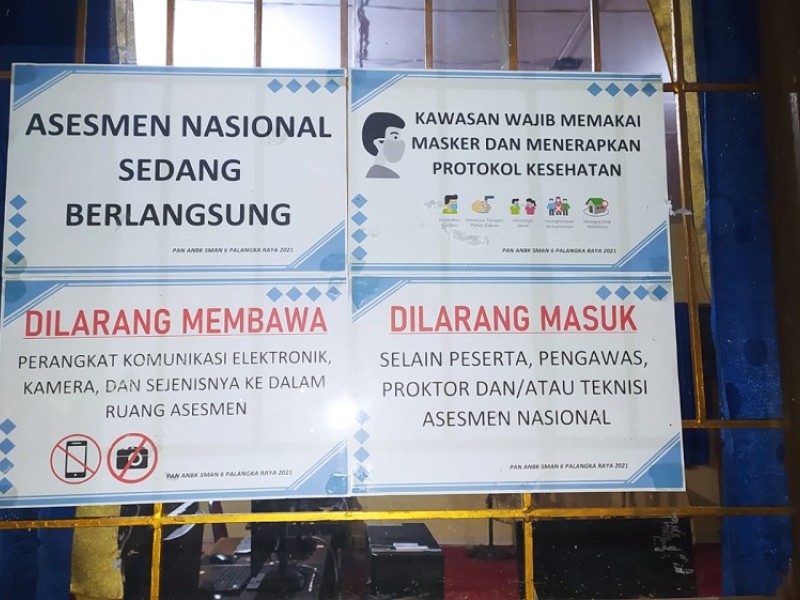 ASESMEN NASIONAL
SEDANG
BERLANGSUNG
PAN ANBK SMAN 6 PALANGKA RAYA 2021
KAWASAN WAJIB MEMAKAI
MASKER DAN MENERAPKAN
PROTOKOL KESEHATAN
PAN ANBK SMAN 6 PALANGKA RAYA 2021
DILARANG MEMBAWA
PERANGKAT KOMUNIKASI ELEKTRONIK,
KAMERA, DAN SEJENISNYA KE DALAM
RUANG ASESMEN
PAN ANBK SMAN 6 PALANGKA RAYA 2021
DILARANG MASUK
SELAIN PESERTA, PENGAWAS,
PROKTOR DAN/ATAU TEKNISI
ASESMEN NASIONAL
PAN ANBK SMAN 6 PALANGKA RAYA 2021